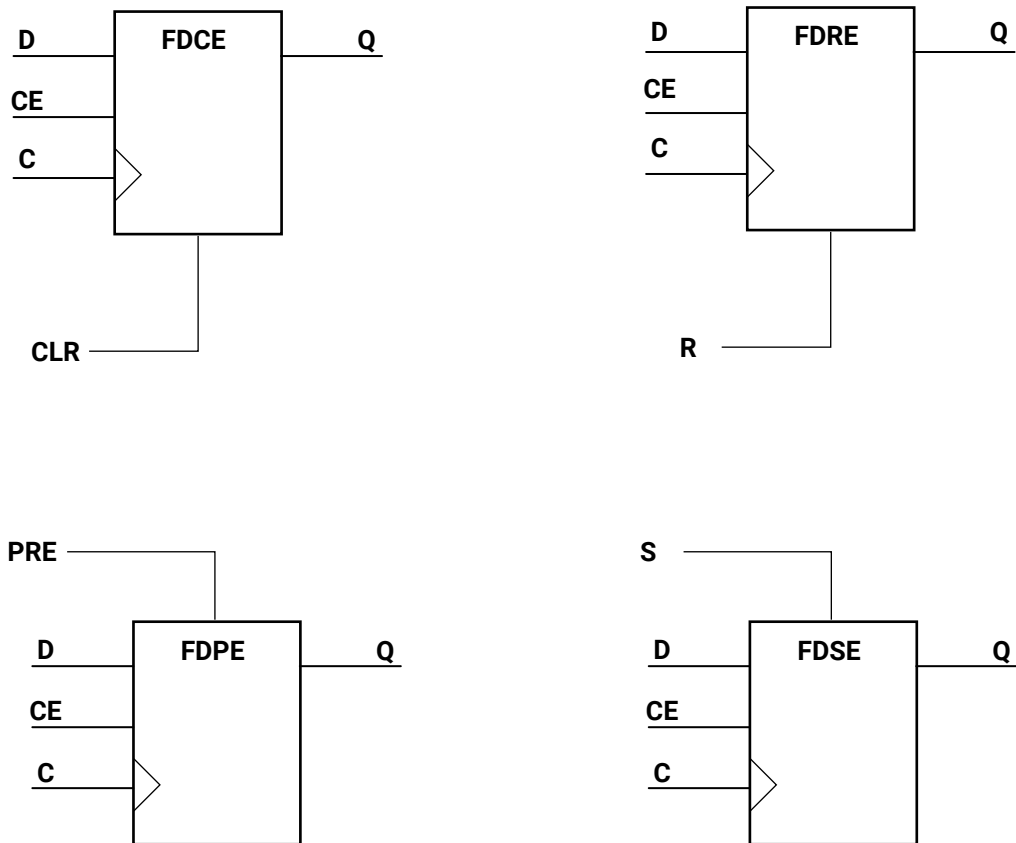 D FDCE Q
CE
C
CLR
D FDRE Q
CE
C
R
PRE
D FDPE Q
CE
C
S
D FDSE Q
CE
C